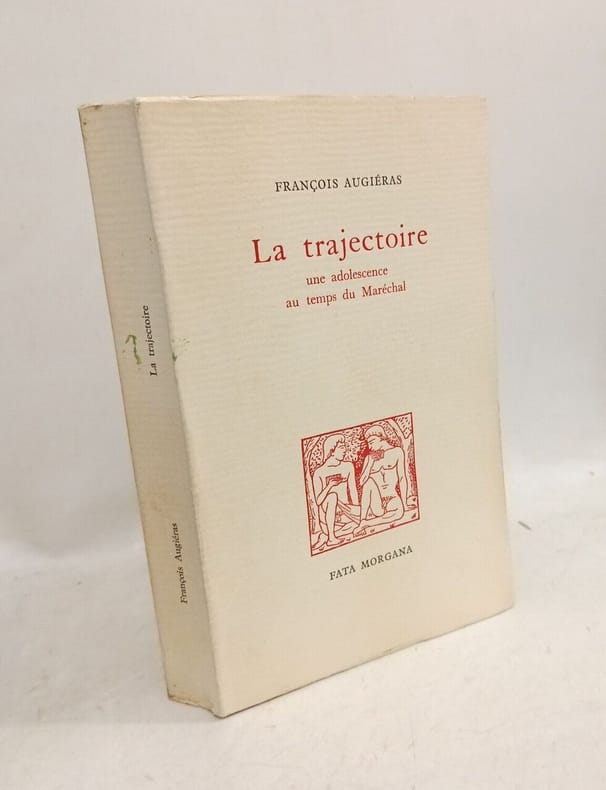 FRANÇOIS AUGIÉRAS
La trajectoire
une adolescence
au temps du Maréchal
FATA MORGANA
La trajectoire
François Augiéras